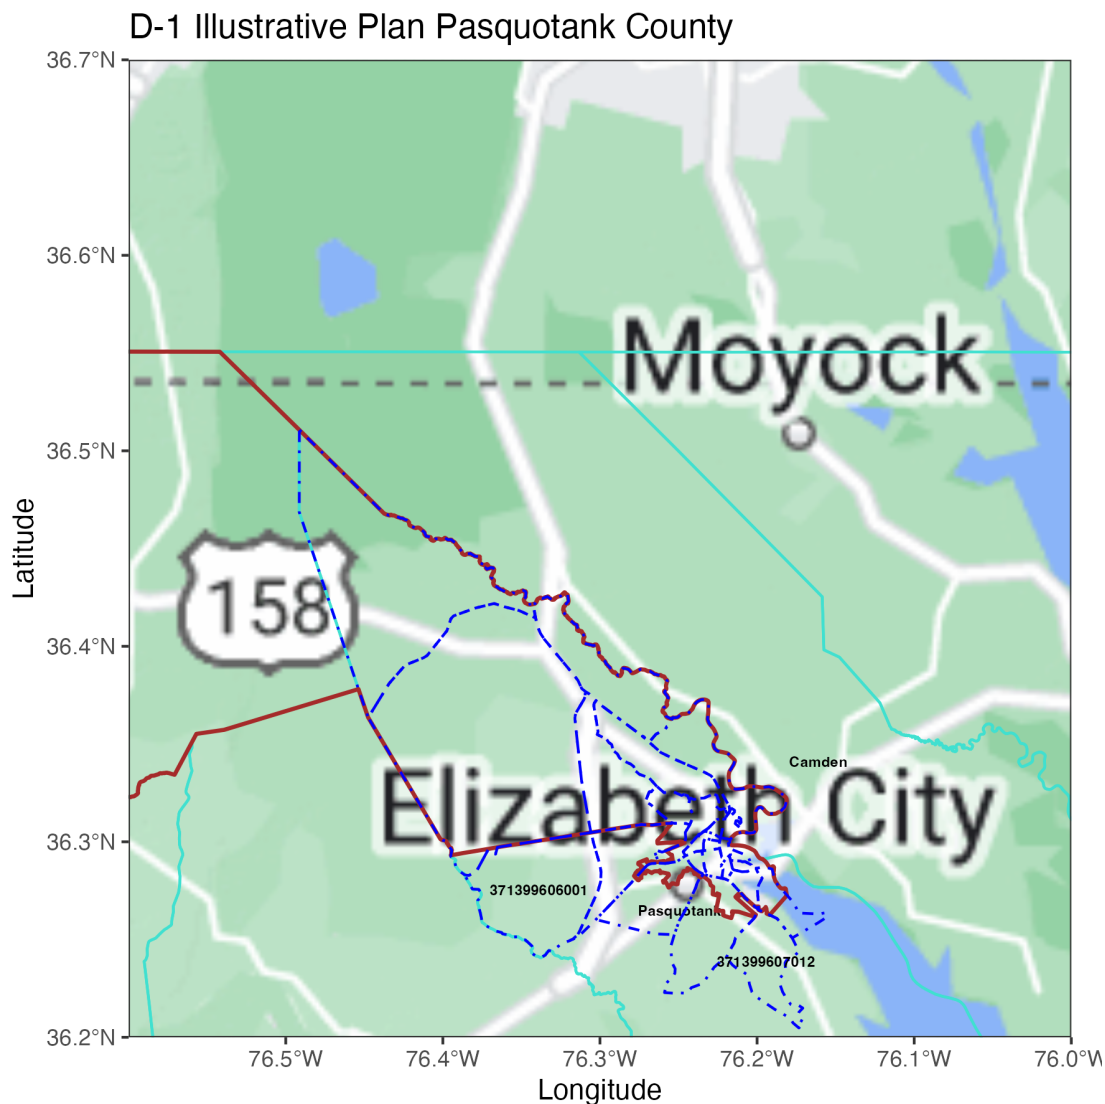 D-1 Illustrative Plan Pasquotank County
36.7°N
36.6°N
36.5°N
36.4°N
36.3°N
36.2°N
Latitude
Moyock
158
Camden
Elizabeth City
371399606001
Pasquotank
371399607012
76.5°W
76.4°W
76.3°W
76.2°W
76.1°W
76.0°W
Longitude